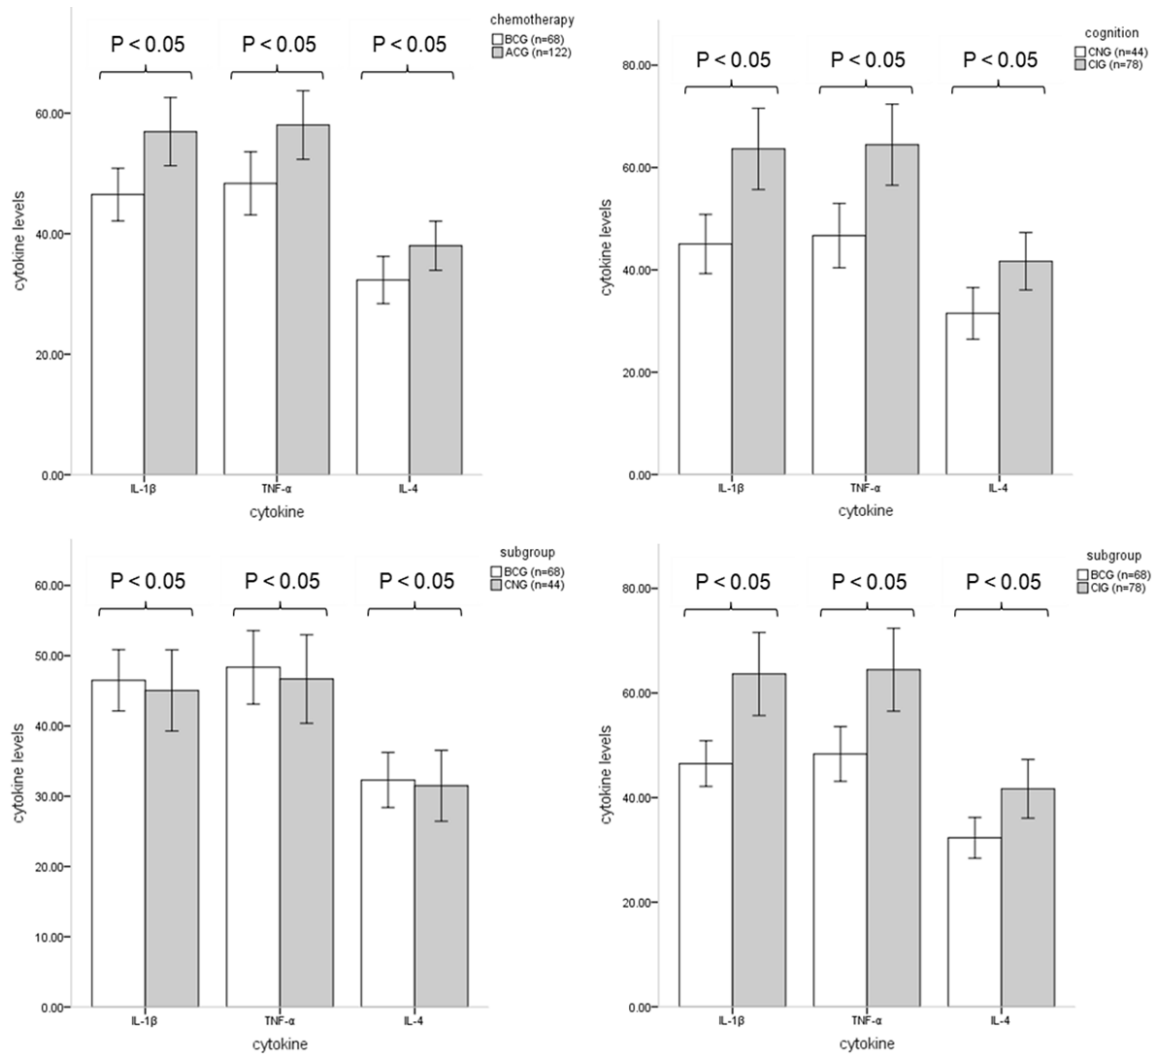 chemotherapy
BCG (n=68)
ACG (n=122)
P < 0.05 P < 0.05 P < 0.05
60.00
40.00
20.00
0.00
cytokine levels
IL-1β TNF-α IL-4
cytokine
cognition
CNG (n=44)
CIG (n=78)
P < 0.05 P < 0.05 P < 0.05
80.00
60.00
40.00
20.00
0.00
cytokine levels
IL-1β TNF-α IL-4
cytokine
subgroup
BCG (n=68)
CNG (n=44)
P < 0.05 P < 0.05 P < 0.05
60.00
50.00
40.00
30.00
20.00
10.00
0.00
cytokine levels
IL-1β TNF-α IL-4
cytokine
subgroup
BCG (n=68)
CIG (n=78)
P < 0.05 P < 0.05 P < 0.05
80.00
60.00
40.00
20.00
0.00
cytokine levels
IL-1β TNF-α IL-4
cytokine